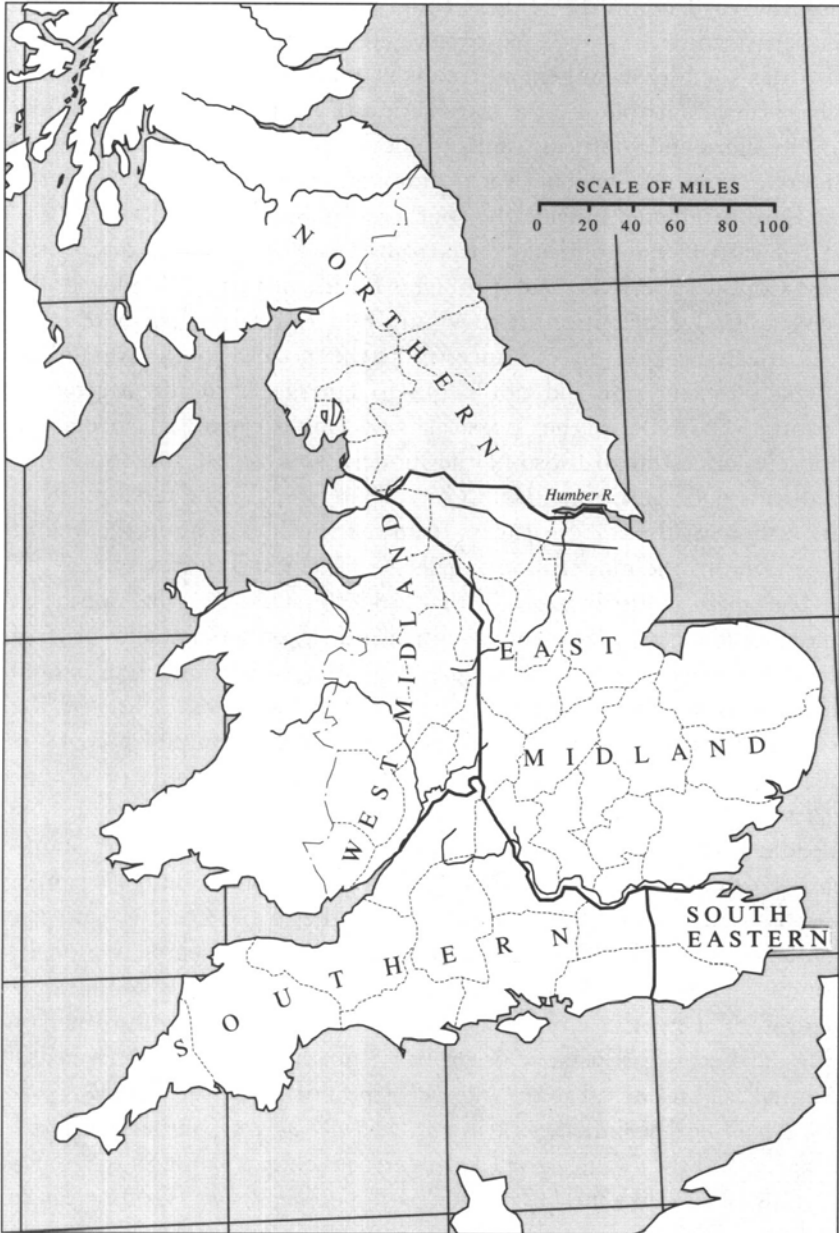 SCALE OF MILES
0 20 40 60 80 100
NORTHERN
Humber R.
WEST MIDLAND
EAST
MIDLAND
SOUTH
EASTERN
SOUTHERN